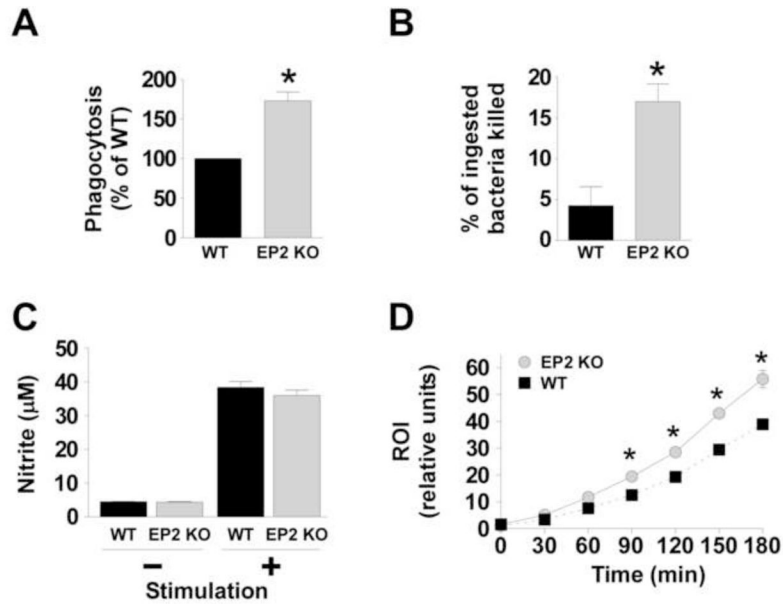 A
Phagocytosis
(% of WT)
200
150
100
50
0
*
WT EP2 KO
B
% of ingested
bacteria killed
20
15
10
5
0
*
WT EP2 KO
C
Nitrite (µM)
50
40
30
20
10
0
WT EP2 KO WT EP2 KO
− +
Stimulation
D
ROI
(relative units)
60
50
40
30
20
10
0
EP2 KO
WT
* * * *
0 30 60 90 120 150 180
Time (min)